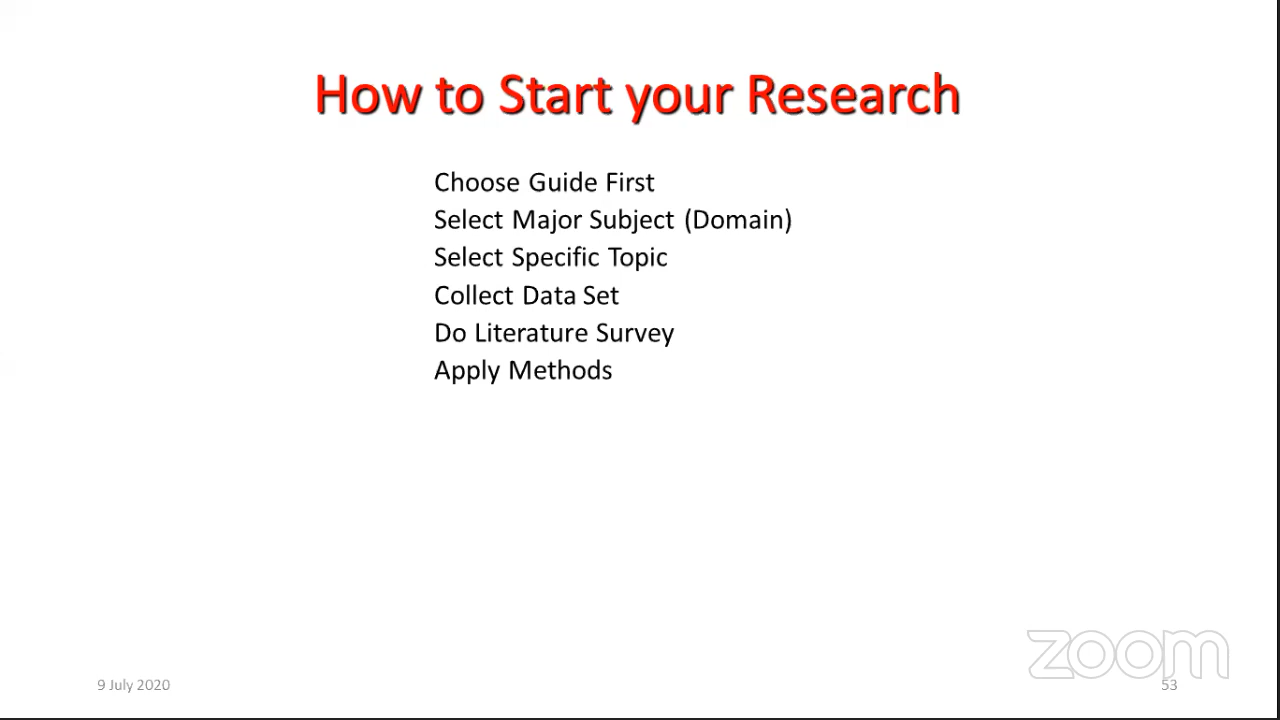 How to Start your Research
Choose Guide First
Select Major Subject (Domain)
Select Specific Topic
Collect Data Set
Do Literature Survey
Apply Methods
zoom
9 July 2020
53